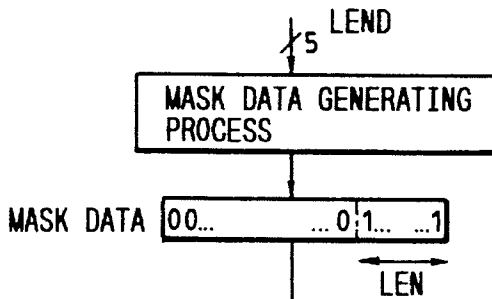 LEND
5
MASK DATA GENERATING
PROCESS
MASK DATA 00... ...0 1... ...1
LEN